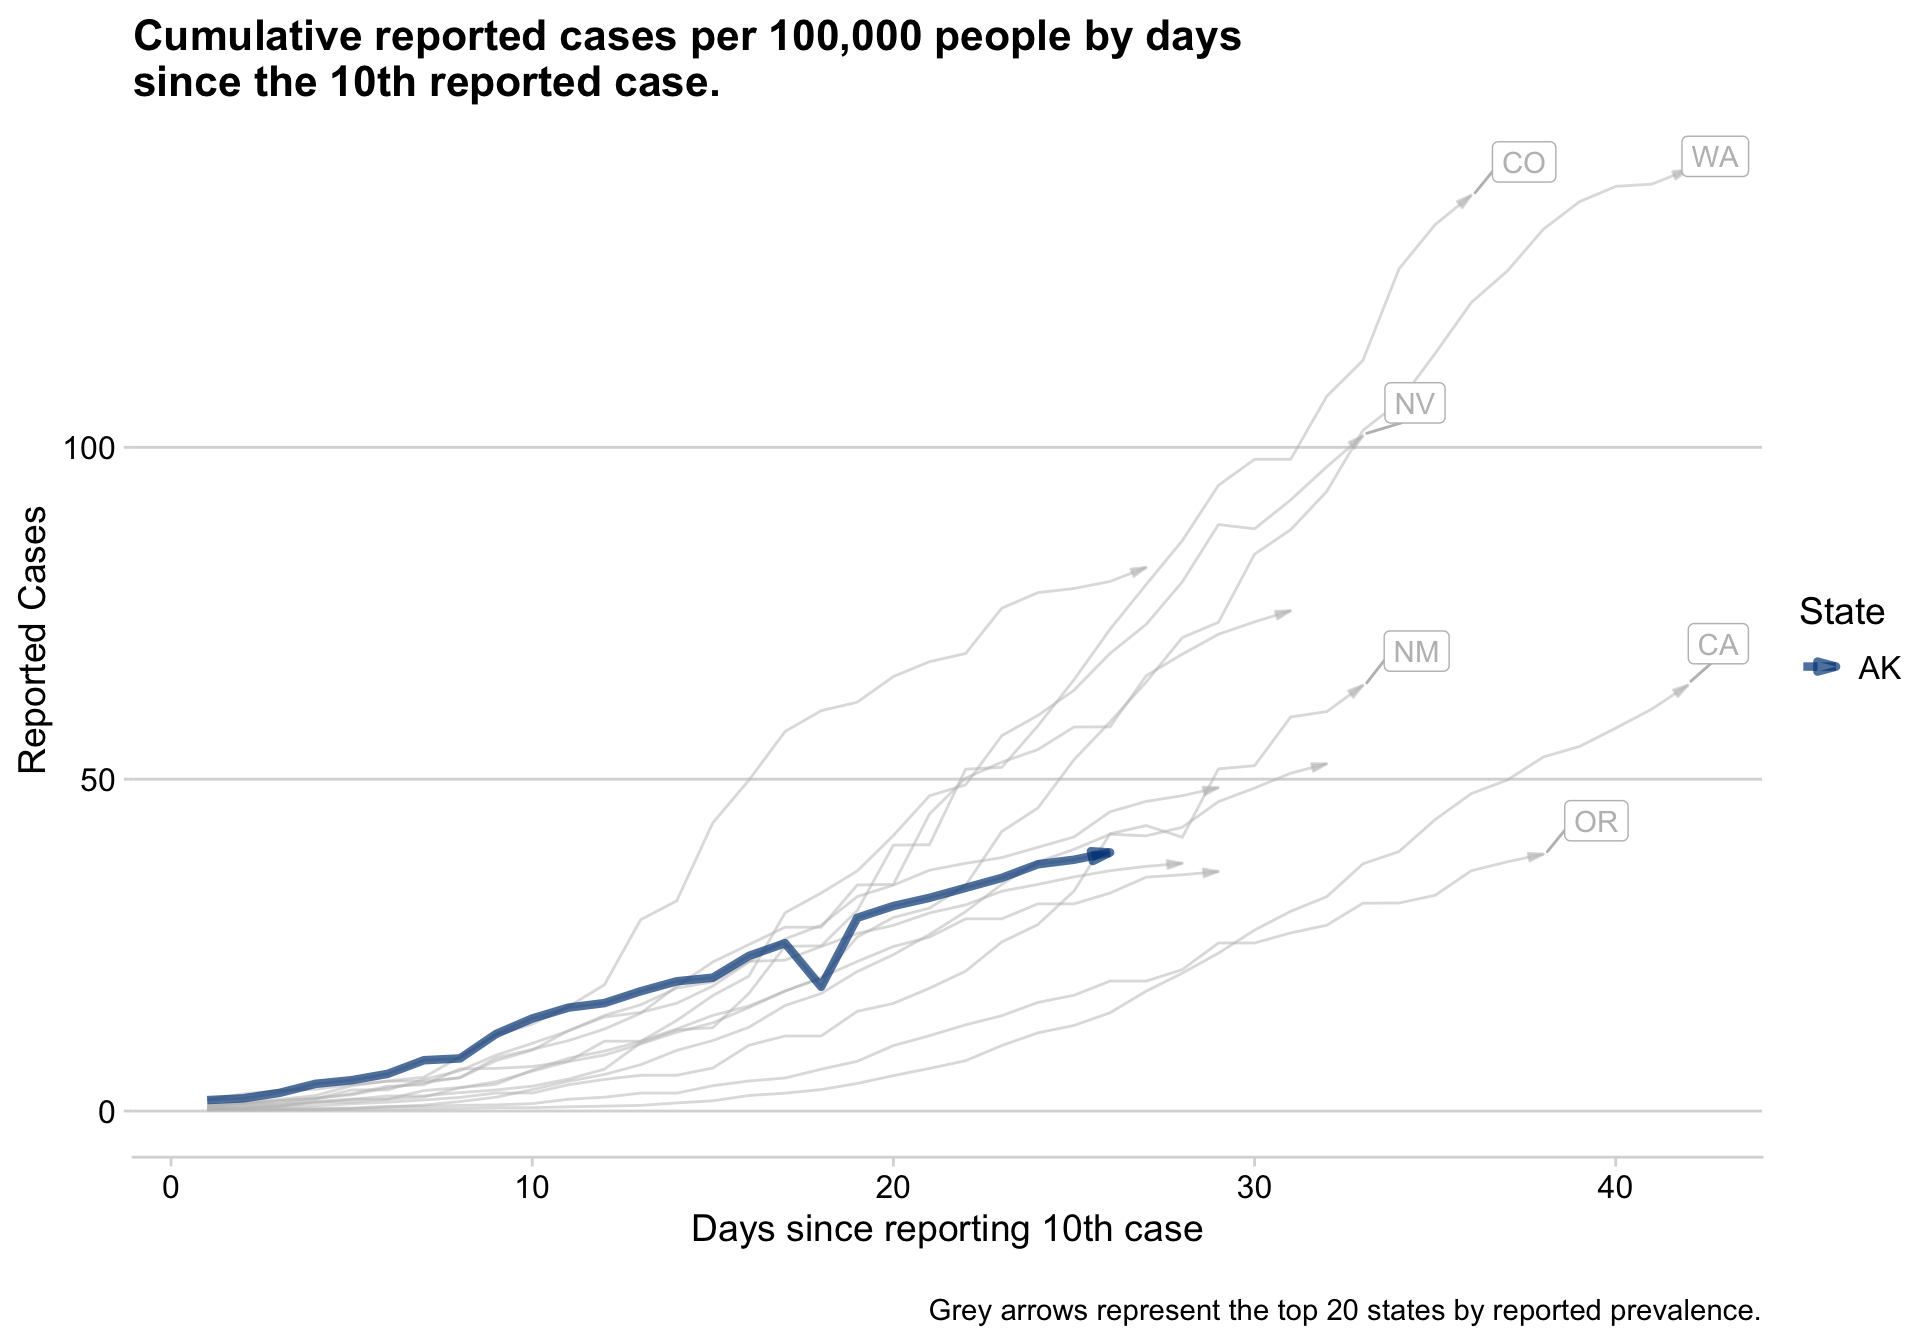 Cumulative reported cases per 100,000 people by days
since the 10th reported case.
CO
WA
NV
100
Reported Cases
State
NM
CA
AK
50
OR
0
0 10 20 30 40
Days since reporting 10th case
Grey arrows represent the top 20 states by reported prevalence.